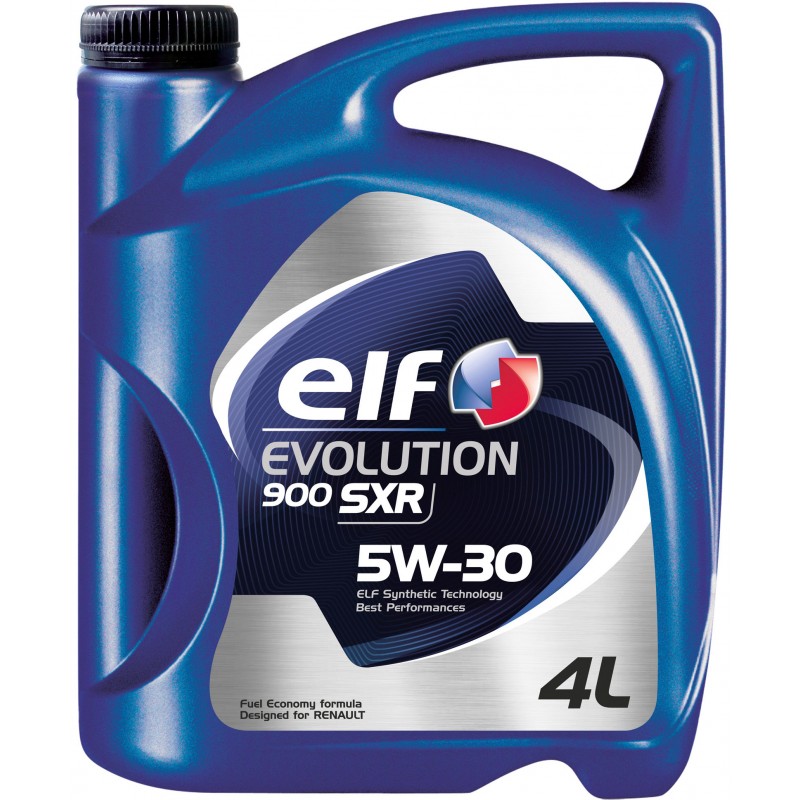 elf
EVOLUTION
900 SXR
5W-30
ELF Synthetic Technology
Best Performances
Fuel Economy formula
Designed for RENAULT
4L